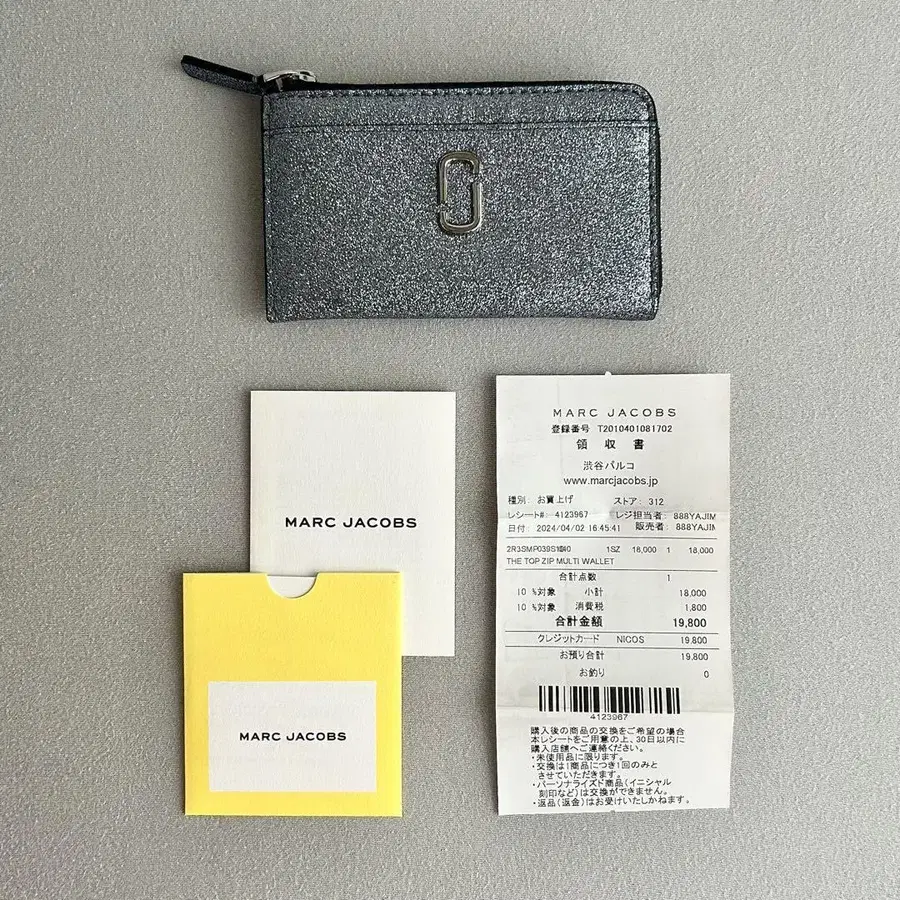 MARC JACOBS
MARC JACOBS
MARC JACOBS
登録番号 T2010401081702
領 収 書
渋谷パルコ
www.marcjacobs.jp
種別: お買上げ ストア: 312
レシート#: 4123967 レジ担当者: 888YAJIM
日付: 2024/04/02 16:45:41 販売者: 888YAJIM
1SZ 18,000 1 18,000
THE TOP ZIP MULTI WALLET
合計点数 1
10 %対象 小計 18,000
10 %対象 消費税 1,800
合計金額 19,800
クレジットカード NICOS 19,800
お預り合計 19,800
お釣り 0
4123967
購入後の商品の交換をご希望の場合
本レシートをご用意の上、30日以内に
購入店舗へご連絡ください。
・未使用品に限ります。
・交換は1商品につき1回のみと
させていただきます。
・パーソナライズド商品(イニシャル
刻印など)は交換ができません。
・返品(返金)はお受けいたしかねます。